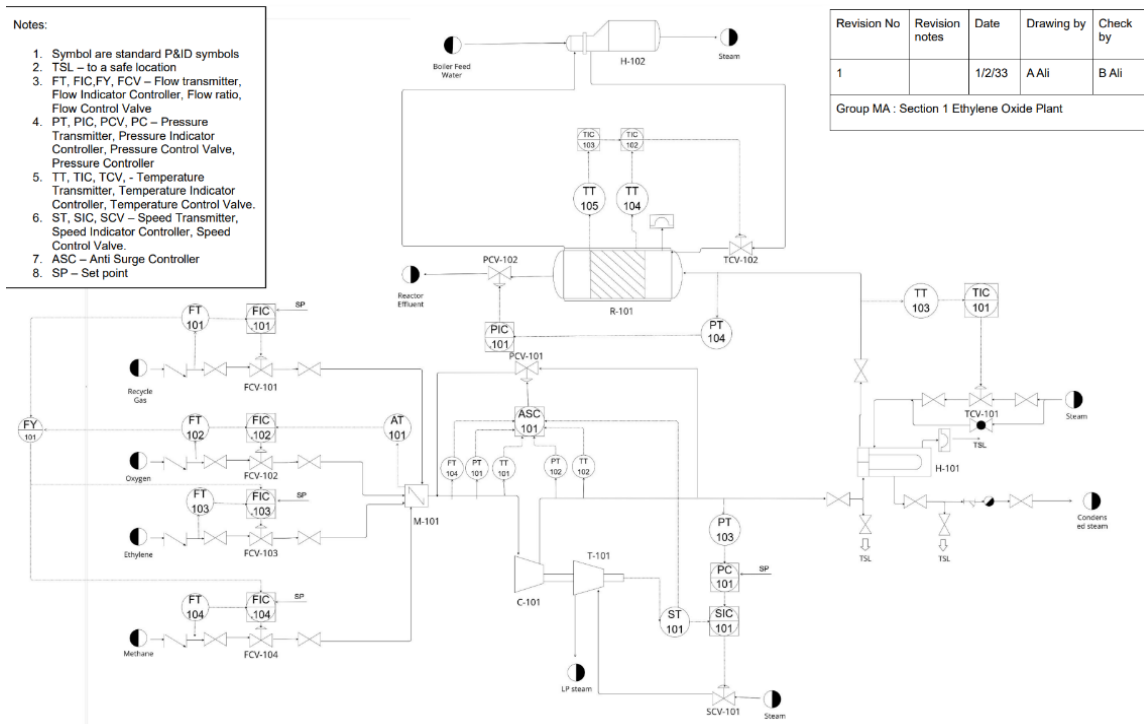 Notes:
1. Symbol are standard P&ID symbols
2. TSL – to a safe location
3. FT, FIC,FY, FCV – Flow transmitter,
Flow Indicator Controller, Flow ratio,
Flow Control Valve
4. PT, PIC, PCV, PC – Pressure
Transmitter, Pressure Indicator
Controller, Pressure Control Valve,
Pressure Controller
5. TT, TIC, TCV, - Temperature
Transmitter, Temperature Indicator
Controller, Temperature Control Valve.
6. ST, SIC, SCV – Speed Transmitter,
Speed Indicator Controller, Speed
Control Valve.
7. ASC – Anti Surge Controller
8. SP – Set point
Revision No
Revision
notes
Date
Drawing by
Check
by
1
1/2/33
A Ali
B Ali
Group MA : Section 1 Ethylene Oxide Plant
Boiler Feed
Water
H-102
Steam
TIC
103
TIC
102
TT
105
TT
104
TCV-102
PCV-102
Reactor
Effluent
R-101
PIC
101
PT
104
TT
103
TIC
101
TCV-101
Steam
TSL
H-101
Condens
ed steam
TSL
TSL
FT
101
FIC
101
SP
Recycle
Gas
FCV-101
FY
101
FT
102
FIC
102
AT
101
Oxygen
FCV-102
FT
103
FIC
103
SP
Ethylene
FCV-103
M-101
FT
104
FIC
104
SP
Methane
FCV-104
PCV-101
ASC
101
FT
104
PT
101
TT
101
PT
102
TT
102
C-101
T-101
LP steam
PT
103
PC
101
SP
ST
101
SIC
101
SCV-101
Steam